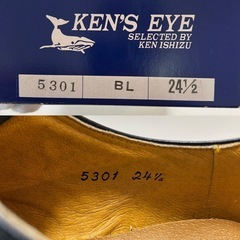 KEN'S EYE
SELECTED BY
KEN ISHIZU
5301 BL 24½
5301 24½